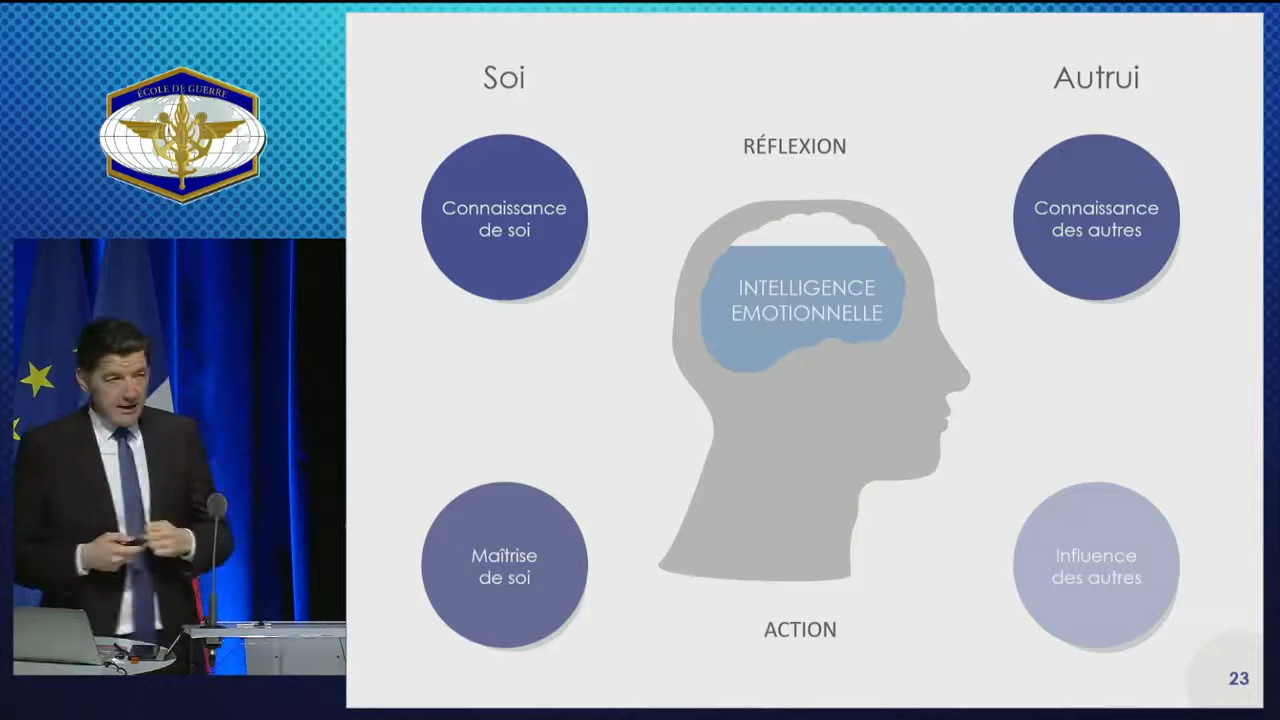 ECOLE DE GUERRE
Soi
Autrui
RÉFLEXION
Connaissance
de soi
Connaissance
des autres
INTELLIGENCE
EMOTIONNELLE
Maîtrise
de soi
Influence
des autres
ACTION
23